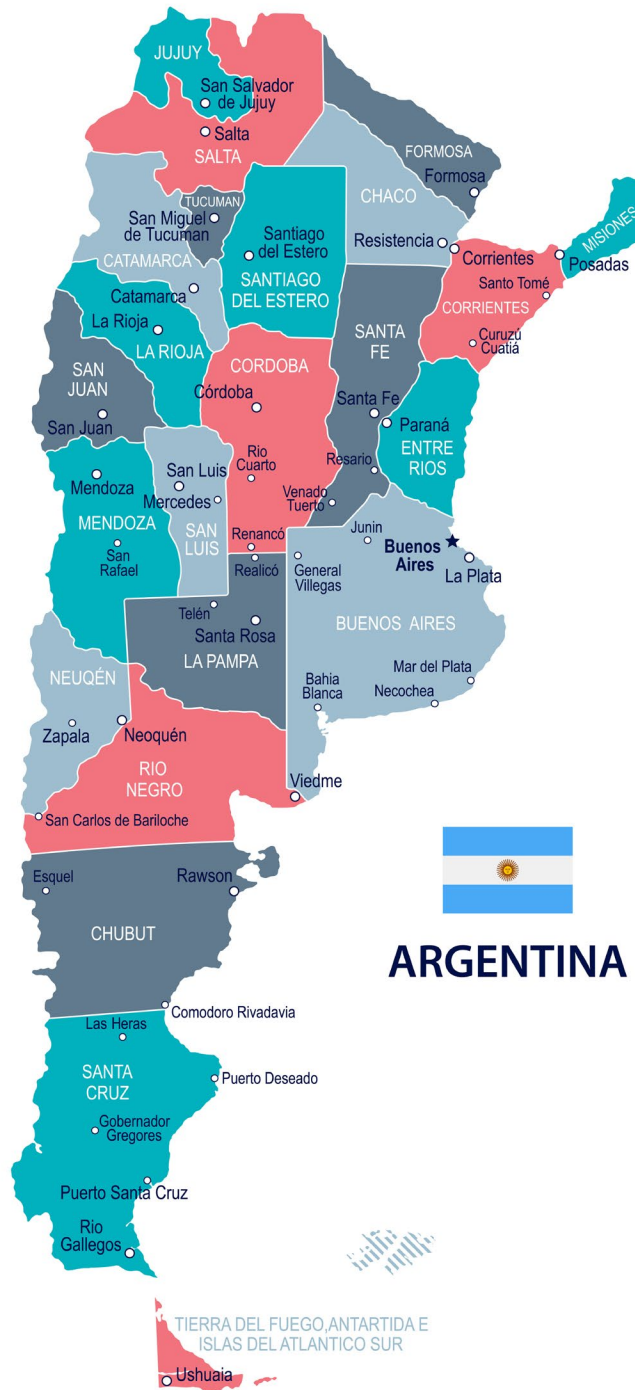 JUJUY
San Salvador
de Jujuy
Salta
SALTA
FORMOSA
Formosa
CHACO
TUCUMAN
San Miguel
de Tucuman
CATAMARCA
Catamarca
Santiago
del Estero
SANTIAGO
DEL ESTERO
Resistencia
Corrientes
MISIONES
Posadas
Santo Tomé
CORRIENTES
Curuzú
Cuatiá
La Rioja
LA RIOJA
SANTA
FE
SAN
JUAN
San Juan
CORDOBA
Córdoba
Santa Fe
Paraná
ENTRE
RIOS
Rio
Cuarto
Resario
Venado
Tuerto
San Luis
Mercedes
SAN
LUIS
Mendoza
MENDOZA
San
Rafael
Renancó
Realicó
Junin
Buenos
Aires
La Plata
General
Villegas
BUENOS AIRES
Telén
Santa Rosa
LA PAMPA
Mar del Plata
Bahia
Blanca
Necochea
NEUQÉN
Zapala
Neoquén
RIO
NEGRO
Viedme
San Carlos de Bariloche
Esquel
Rawson
CHUBUT
ARGENTINA
Comodoro Rivadavia
Las Heras
SANTA
CRUZ
Puerto Deseado
Gobernador
Gregores
Puerto Santa Cruz
Rio
Gallegos
TIERRA DEL FUEGO,ANTARTIDA E
ISLAS DEL ATLANTICO SUR
Ushuaia